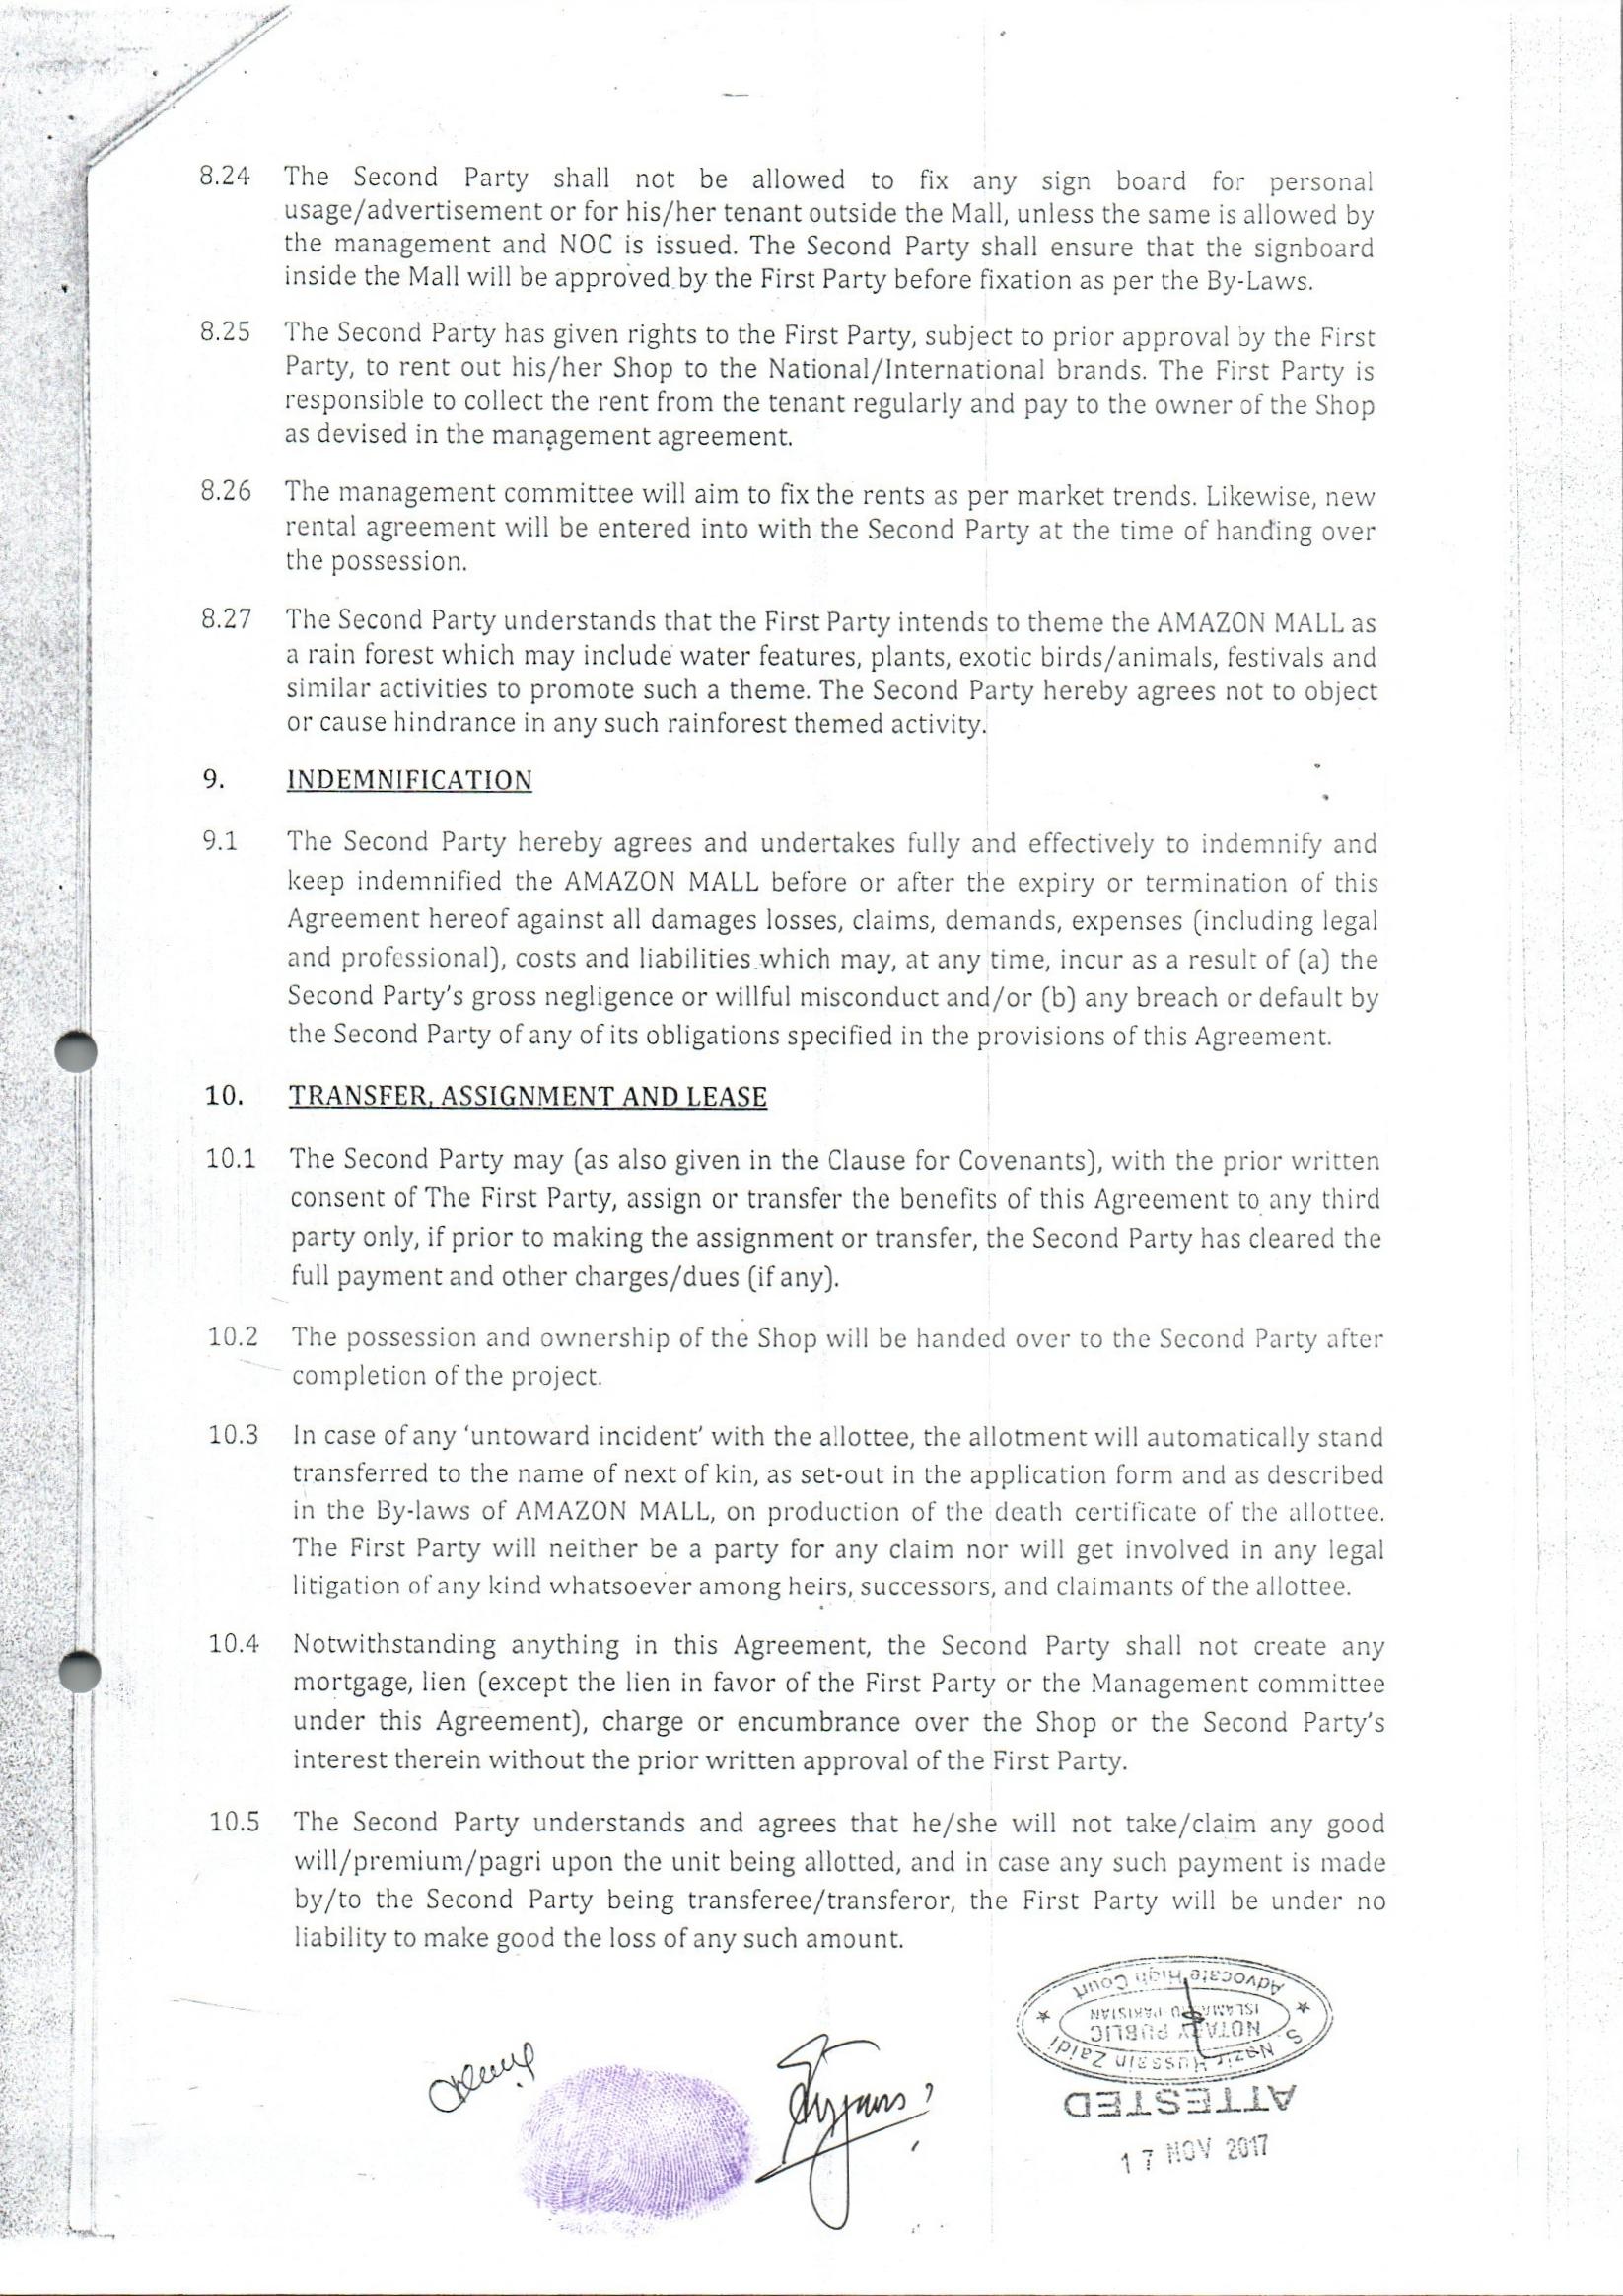 8.24 The Second Party shall not be allowed to fix any sign board for personal
usage/advertisement or for his/her tenant outside the Mall, unless the same is allowed by
the management and NOC is issued. The Second Party shall ensure that the signboard
inside the Mall will be approved by the First Party before fixation as per the By-Laws.
8.25 The Second Party has given rights to the First Party, subject to prior approval by the First
Party, to rent out his/her Shop to the National/International brands. The First Party is
responsible to collect the rent from the tenant regularly and pay to the owner of the Shop
as devised in the management agreement.
8.26 The management committee will aim to fix the rents as per market trends. Likewise, new
rental agreement will be entered into with the Second Party at the time of handing over
the possession.
8.27 The Second Party understands that the First Party intends to theme the AMAZON MALL as
a rain forest which may include water features, plants, exotic birds/animals, festivals and
similar activities to promote such a theme. The Second Party hereby agrees not to object
or cause hindrance in any such rainforest themed activity.
9. INDEMNIFICATION
9.1 The Second Party hereby agrees and undertakes fully and effectively to indemnify and
keep indemnified the AMAZON MALL before or after the expiry or termination of this
Agreement hereof against all damages losses, claims, demands, expenses (including legal
and professional), costs and liabilities which may, at any time, incur as a result of (a) the
Second Party's gross negligence or willful misconduct and/or (b) any breach or default by
the Second Party of any of its obligations specified in the provisions of this Agreement.
10. TRANSFER, ASSIGNMENT AND LEASE
10.1 The Second Party may (as also given in the Clause for Covenants), with the prior written
consent of The First Party, assign or transfer the benefits of this Agreement to any third
party only, if prior to making the assignment or transfer, the Second Party has cleared the
full payment and other charges/dues (if any).
10.2 The possession and ownership of the Shop will be handed over to the Second Party after
completion of the project.
10.3 In case of any 'untoward incident' with the allottee, the allotment will automatically stand
transferred to the name of next of kin, as set-out in the application form and as described
in the By-laws of AMAZON MALL, on production of the death certificate of the allottee.
The First Party will neither be a party for any claim nor will get involved in any legal
litigation of any kind whatsoever among heirs, successors, and claimants of the allottee.
10.4 Notwithstanding anything in this Agreement, the Second Party shall not create any
mortgage, lien (except the lien in favor of the First Party or the Management committee
under this Agreement), charge or encumbrance over the Shop or the Second Party's
interest therein without the prior written approval of the First Party.
10.5 The Second Party understands and agrees that he/she will not take/claim any good
will/premium/pagri upon the unit being allotted, and in case any such payment is made
by/to the Second Party being transferee/transferor, the First Party will be under no
liability to make good the loss of any such amount.
ATTESTED
S. Nazir Hussain Zaidi
NOTARY PUBLIC
ISLAMABAD PAKISTAN
Advocate High Court
17 NOV 2017